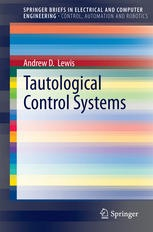 SPRINGER BRIEFS IN ELECTRICAL AND COMPUTER
ENGINEERING · CONTROL, AUTOMATION AND ROBOTICS
Andrew D. Lewis
Tautological
Control Systems
Springer